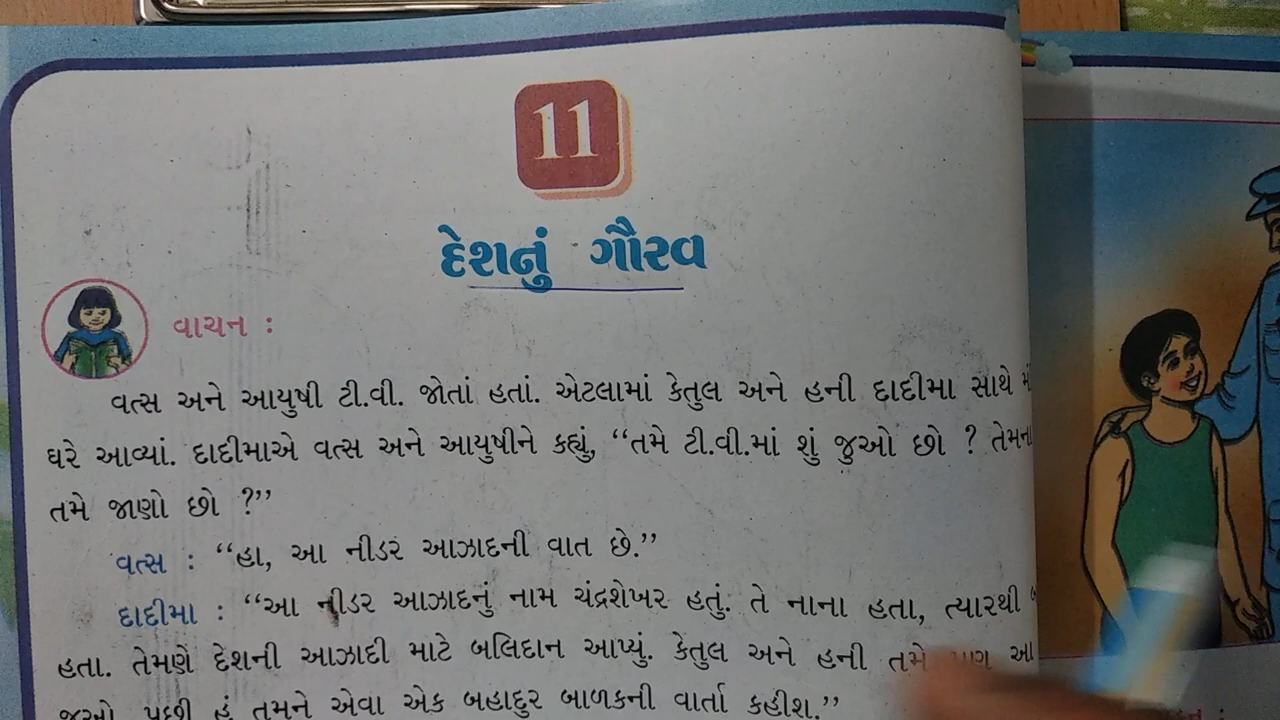 11
દેશનું ગૌરવ
વાચન :
વત્સ અને આયુષી ટી.વી. જોતાં હતાં. એટલામાં કેતુલ અને હની દાદીમા સાથે
ઘરે આવ્યાં. દાદીમાએ વત્સ અને આયુષીને કહ્યું, “તમે ટી.વી.માં શું જુઓ છો ? તેમના
તમે જાણો છો ?”
વત્સ : “હા, આ નીડર આઝાદની વાત છે.”
દાદીમા : “આ નીડર આઝાદનું નામ ચંદ્રશેખર હતું. તે નાના હતા, ત્યારથી
હતા. તેમણે દેશની આઝાદી માટે બલિદાન આપ્યું. કેતુલ અને હની તમે પણ આ
જુઓ. પછી હું તમને એવા એક બહાદુર બાળકની વાર્તા કહીશ.”